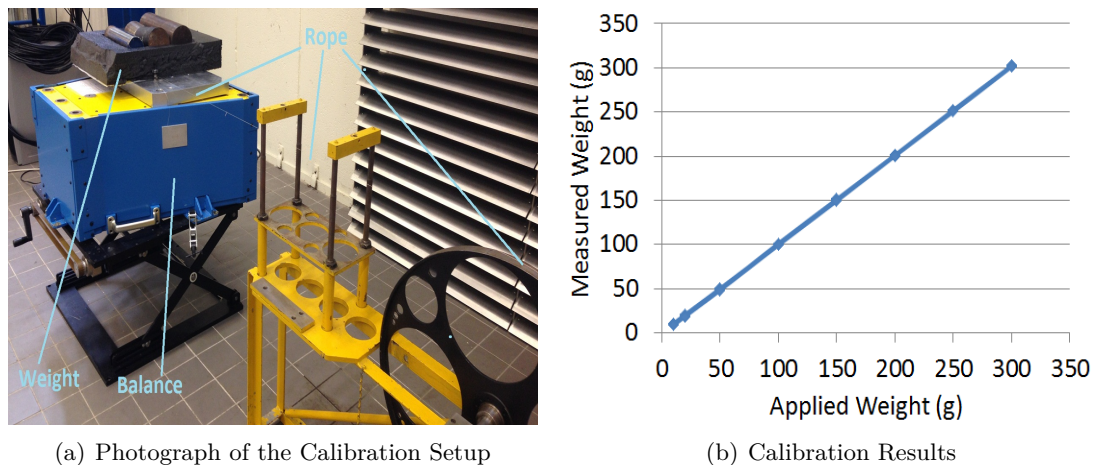 Rope
Weight
Balance
(a) Photograph of the Calibration Setup
350
300
250
200
150
100
50
0
Measured Weight (g)
0 50 100 150 200 250 300 350
Applied Weight (g)
(b) Calibration Results